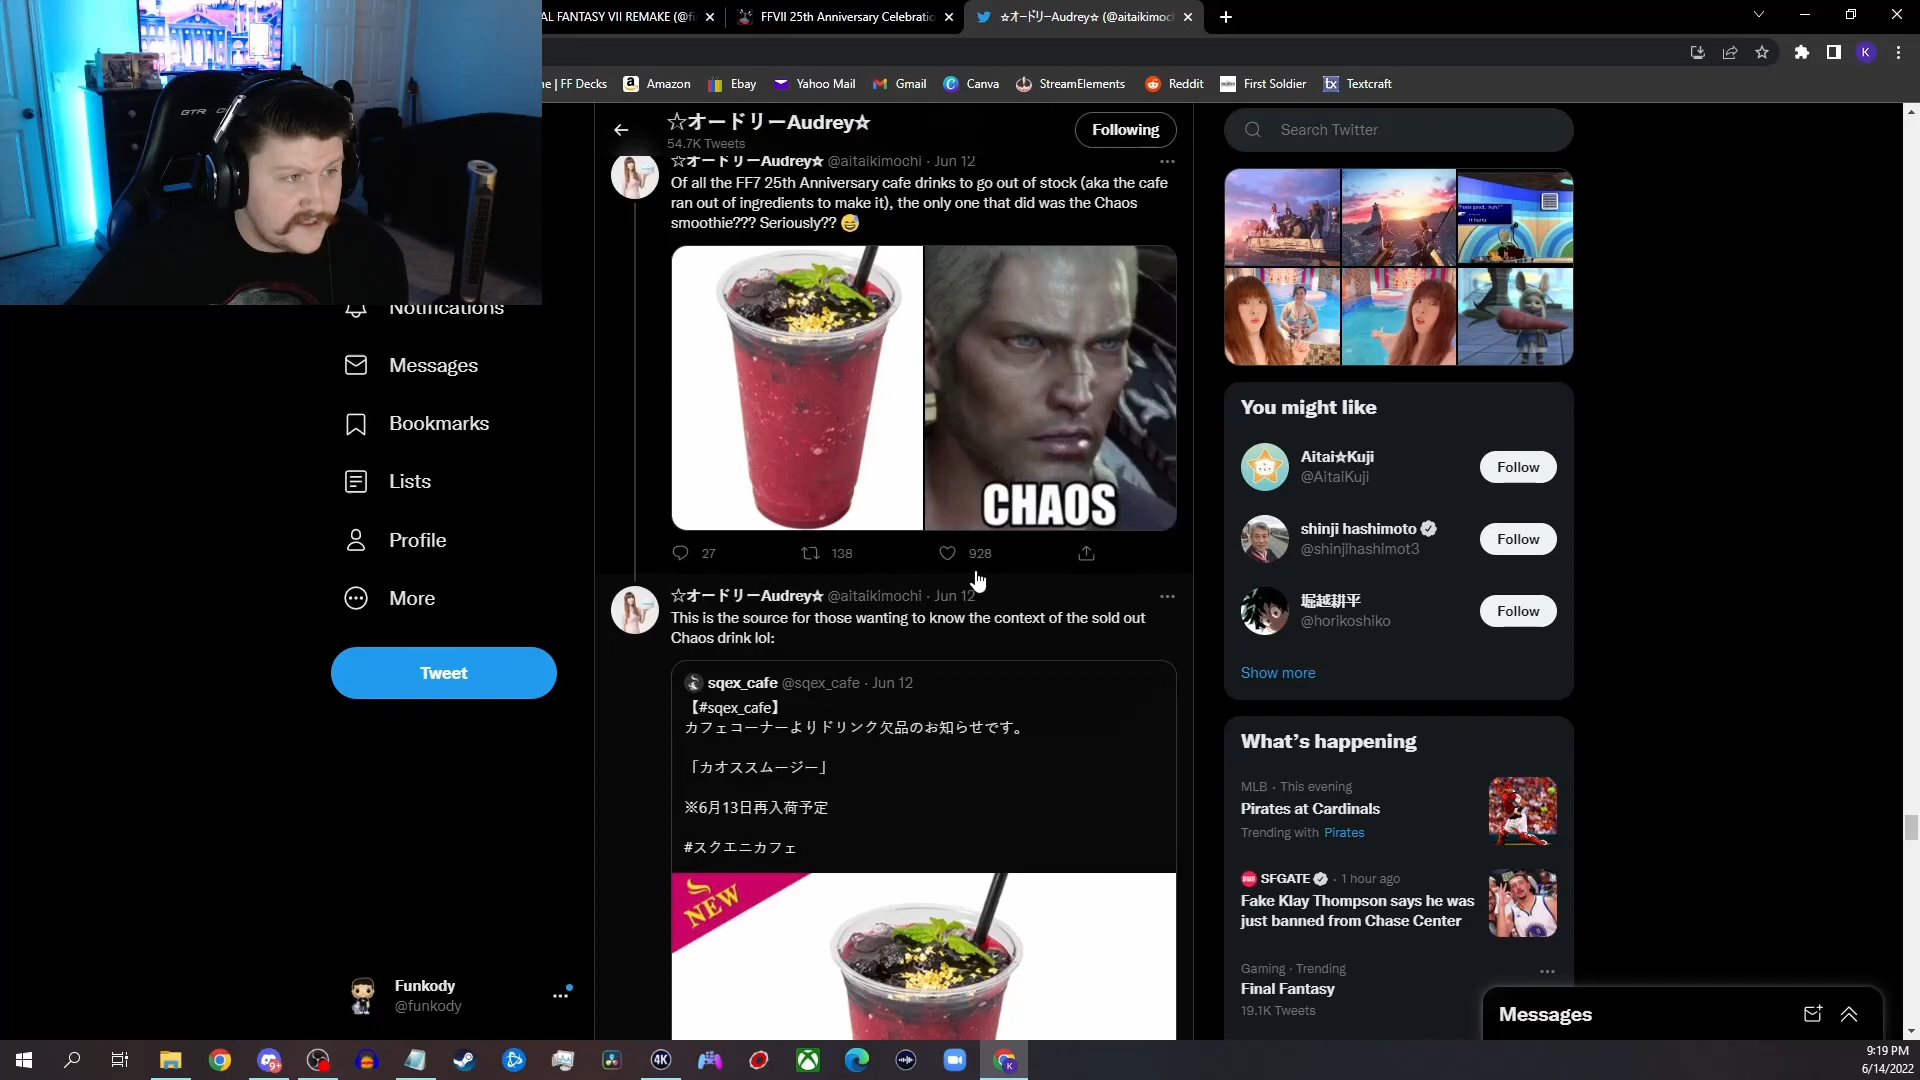 AL FANTASY VII REMAKE (@fi
FFVII 25th Anniversary Celebratio
☆オードリーAudrey☆ (@aitaikimoc
K
ne | FF Decks
Amazon
Ebay
Yahoo Mail
Gmail
Canva
StreamElements
Reddit
First Soldier
tx Textcraft
☆オードリーAudrey☆
54.7K Tweets
Following
Search Twitter
☆オードリーAudrey☆ @aitaikimochi · Jun 12
Of all the FF7 25th Anniversary cafe drinks to go out of stock (aka the cafe
ran out of ingredients to make it), the only one that did was the Chaos
smoothie??? Seriously?? 😅
CHAOS
27
138
928
☆オードリーAudrey☆ @aitaikimochi · Jun 12
This is the source for those wanting to know the context of the sold out
Chaos drink lol:
sqex_cafe @sqex_cafe · Jun 12
【#sqex_cafe】
カフェコーナーよりドリンク欠品のお知らせです。
「カオススムージー」
※6月13日再入荷予定
#スクエニカフェ
NEW
Notifications
Messages
Bookmarks
Lists
Profile
More
Tweet
Funkody
@funkody
You might like
Aitai☆Kuji
@AitaiKuji
Follow
shinji hashimoto
@shinjihashimot3
Follow
堀越耕平
@horikoshiko
Follow
Show more
What's happening
MLB · This evening
Pirates at Cardinals
Trending with Pirates
SFGATE · 1 hour ago
Fake Klay Thompson says he was
just banned from Chase Center
Gaming · Trending
Final Fantasy
19.1K Tweets
Messages
9+
4K
9:19 PM
6/14/2022